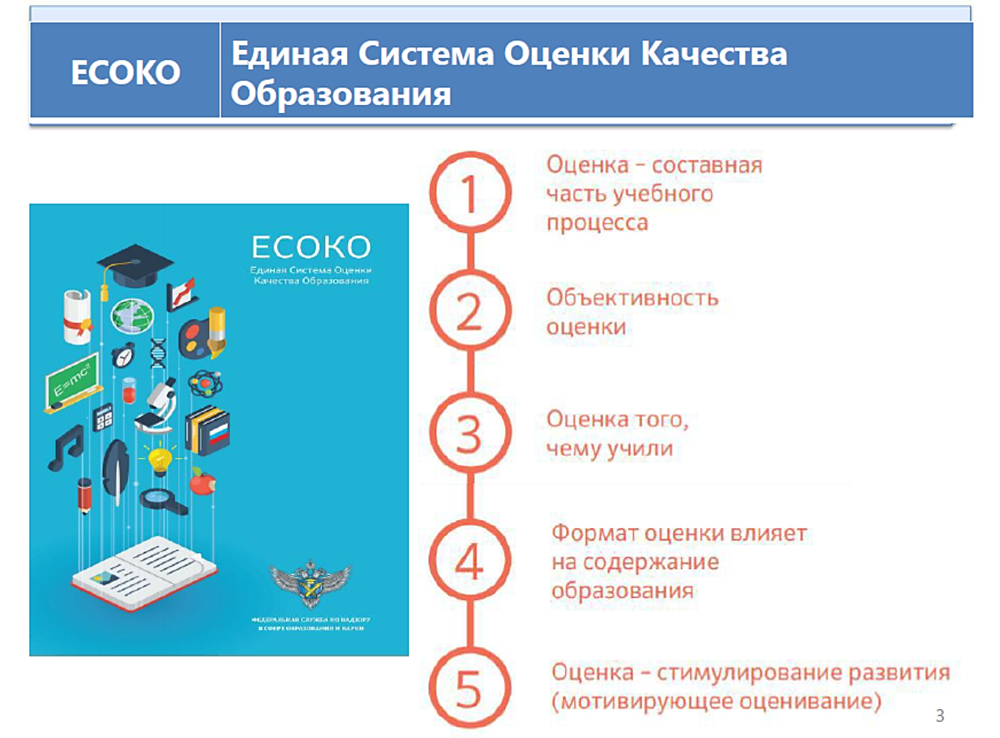 ЕСОКО
Единая Система Оценки Качества
Образования
ЕСОКО
Единая Система Оценки
Качества Образования
E=mc²
ФЕДЕРАЛЬНАЯ СЛУЖБА ПО НАДЗОРУ
В СФЕРЕ ОБРАЗОВАНИЯ И НАУКИ
1
Оценка – составная
часть учебного
процесса
2
Объективность
оценки
3
Оценка того,
чему учили
4
Формат оценки влияет
на содержание
образования
5
Оценка – стимулирование развития
(мотивирующее оценивание)
3